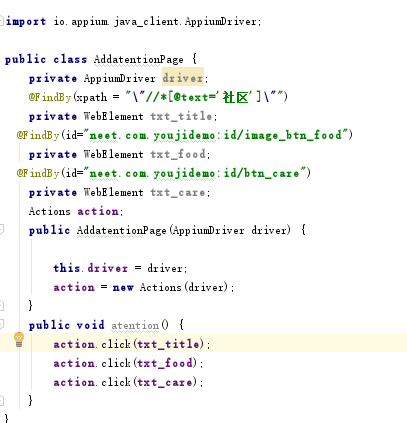 import io.appium.java_client.AppiumDriver;
public class AddatentionPage {
private AppiumDriver driver;
@FindBy(xpath = "\"//*[@text='社区']\"")
private WebElement txt_title;
@FindBy(id="neet.com.youjidemo:id/image_btn_food")
private WebElement txt_food;
@FindBy(id="neet.com.youjidemo:id/btn_care")
private WebElement txt_care;
Actions action;
public AddatentionPage(AppiumDriver driver) {
this.driver = driver;
action = new Actions(driver);
}
public void atention() {
action.click(txt_title);
action.click(txt_food);
action.click(txt_care);
}
}